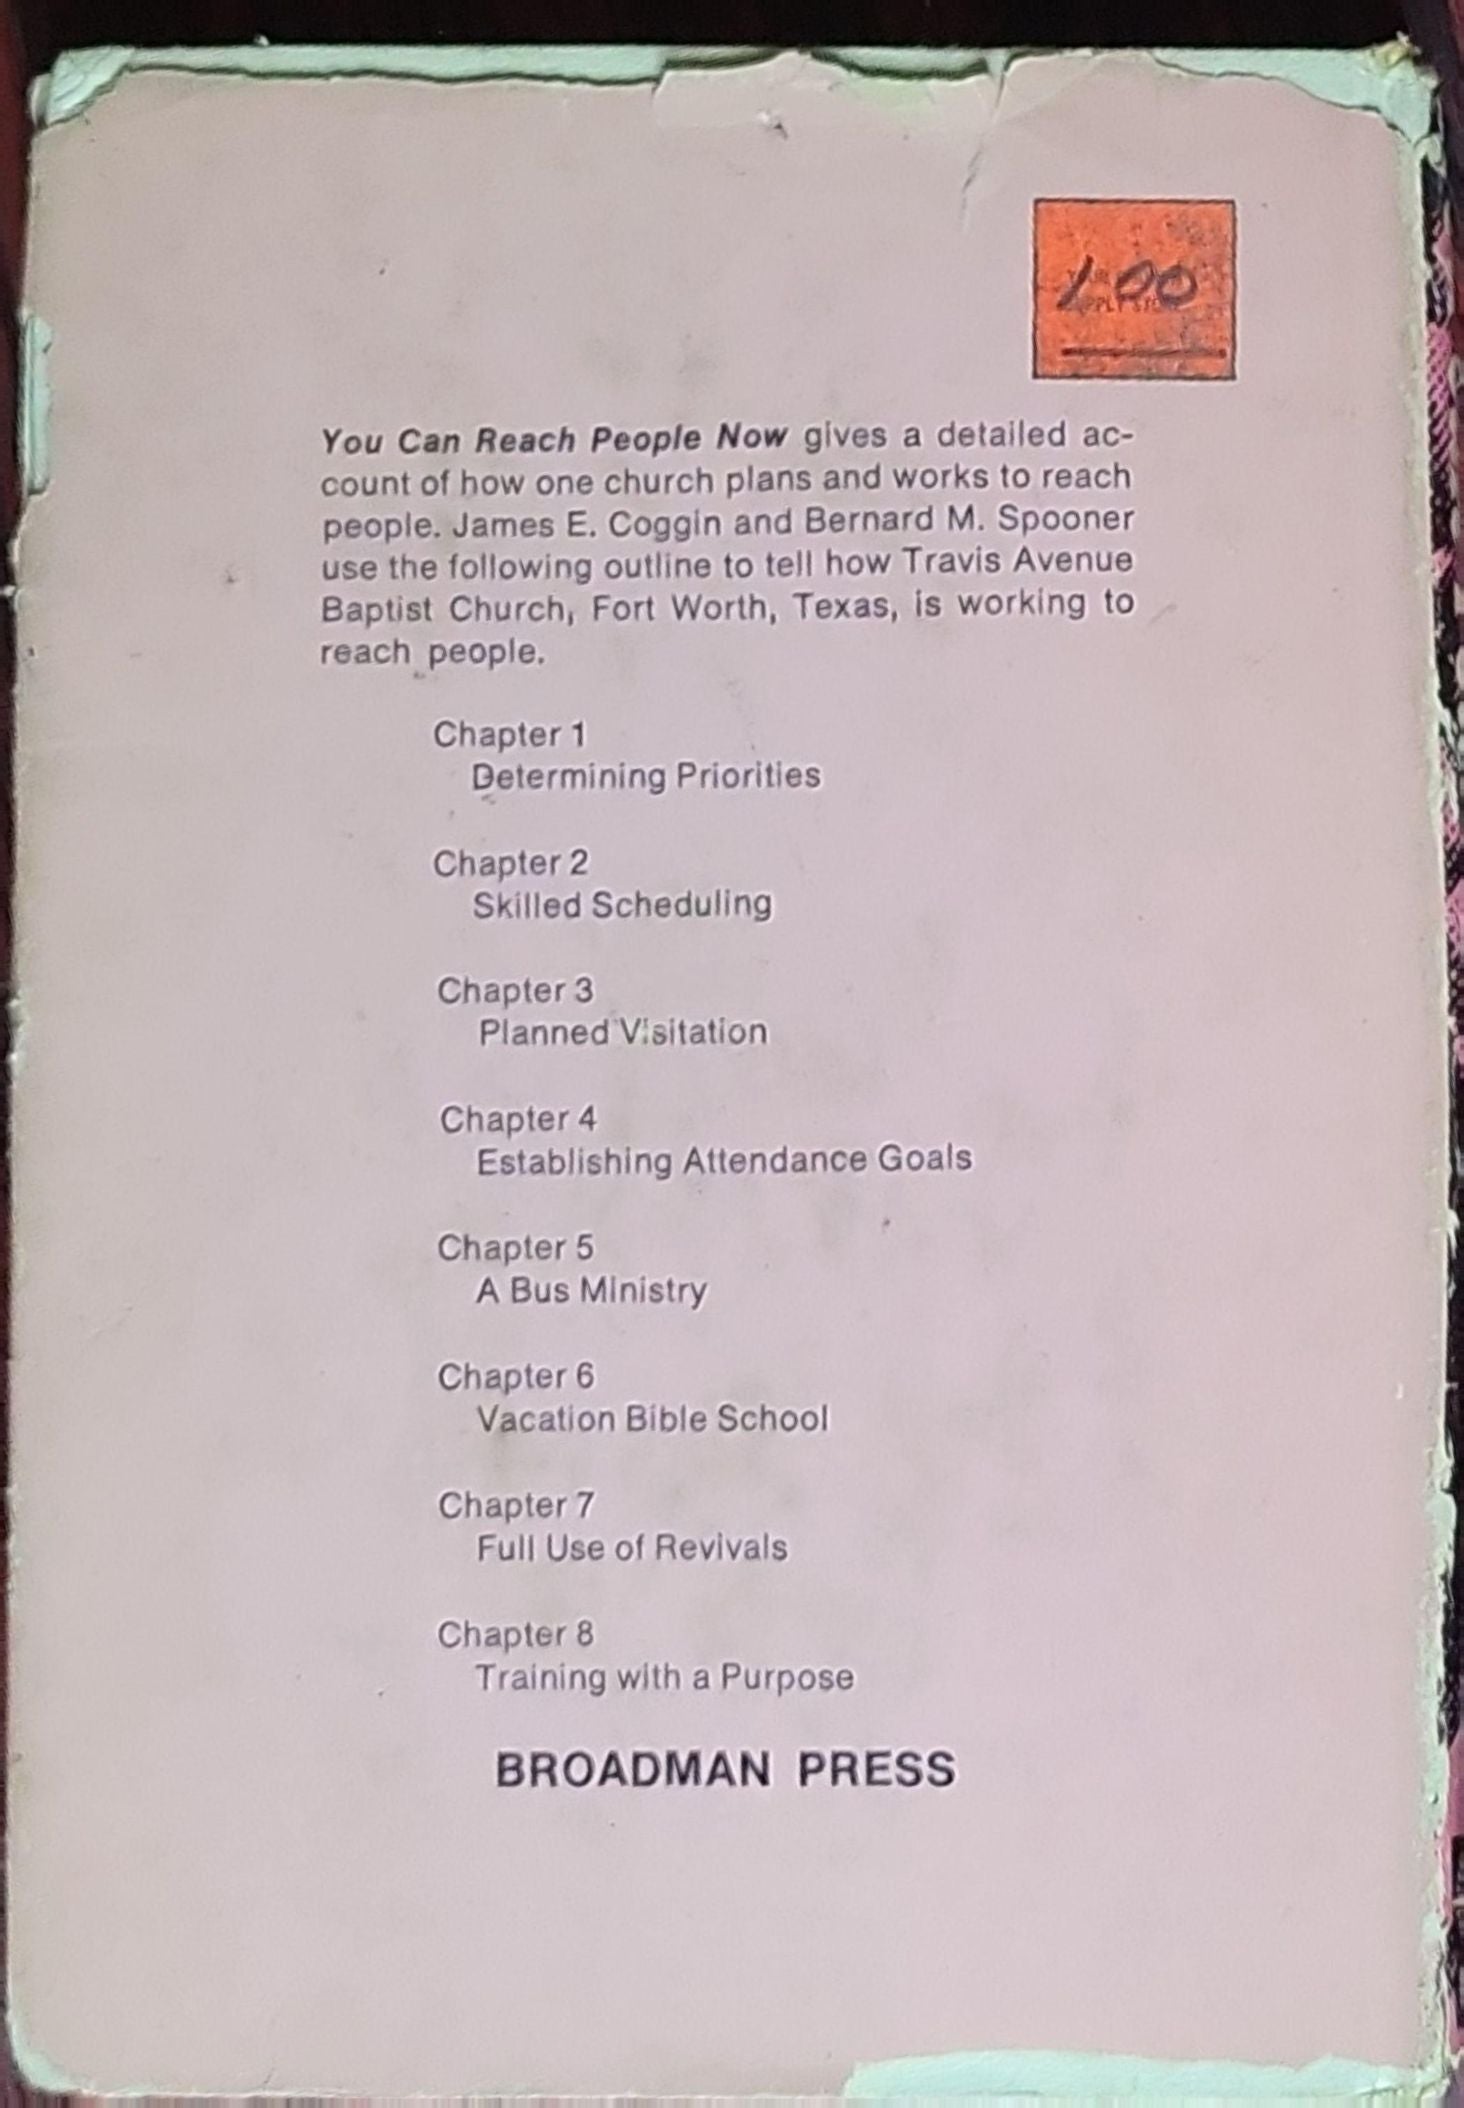 1.00
You Can Reach People Now gives a detailed ac-
count of how one church plans and works to reach
people. James E. Coggin and Bernard M. Spooner
use the following outline to tell how Travis Avenue
Baptist Church, Fort Worth, Texas, is working to
reach people.
Chapter 1
Determining Priorities
Chapter 2
Skilled Scheduling
Chapter 3
Planned Visitation
Chapter 4
Establishing Attendance Goals
Chapter 5
A Bus Ministry
Chapter 6
Vacation Bible School
Chapter 7
Full Use of Revivals
Chapter 8
Training with a Purpose
BROADMAN PRESS